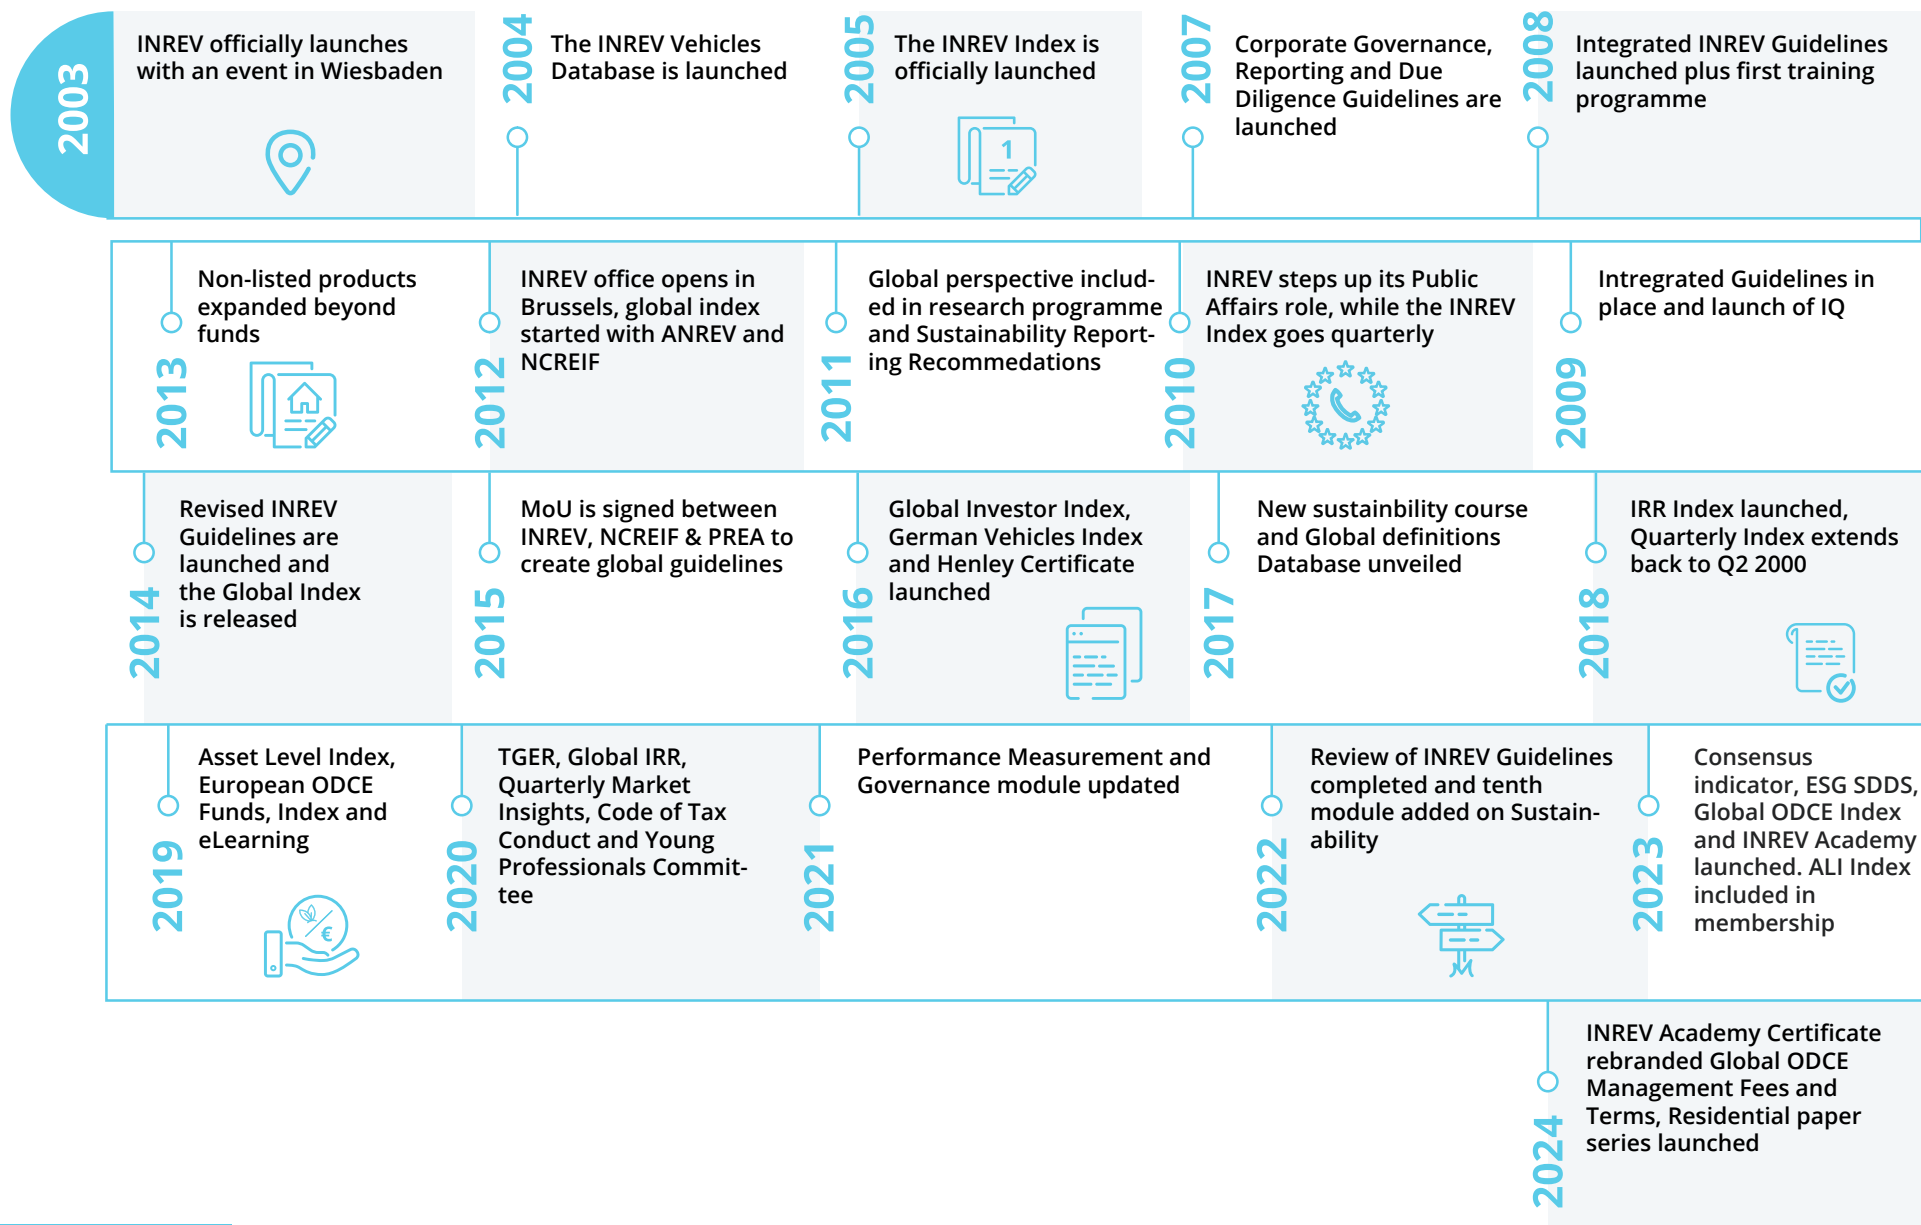 2003
INREV officially launches
with an event in Wiesbaden
2004
The INREV Vehicles
Database is launched
2005
The INREV Index is
officially launched
1
2007
Corporate Governance,
Reporting and Due
Diligence Guidelines are
launched
2008
Integrated INREV Guidelines
launched plus first training
programme
2013
Non-listed products
expanded beyond
funds
2012
INREV office opens in
Brussels, global index
started with ANREV and
NCREIF
2011
Global perspective includ-
ed in research programme
and Sustainability Report-
ing Recommedations
2010
INREV steps up its Public
Affairs role, while the INREV
Index goes quarterly
2009
Intregrated Guidelines in
place and launch of IQ
2014
Revised INREV
Guidelines are
launched and
the Global Index
is released
2015
MoU is signed between
INREV, NCREIF & PREA to
create global guidelines
2016
Global Investor Index,
German Vehicles Index
and Henley Certificate
launched
2017
New sustainbility course
and Global definitions
Database unveiled
2018
IRR Index launched,
Quarterly Index extends
back to Q2 2000
2019
Asset Level Index,
European ODCE
Funds, Index and
eLearning
€
2020
TGER, Global IRR,
Quarterly Market
Insights, Code of Tax
Conduct and Young
Professionals Commit-
tee
2021
Performance Measurement and
Governance module updated
2022
Review of INREV Guidelines
completed and tenth
module added on Sustain-
ability
2023
Consensus
indicator, ESG SDDS,
Global ODCE Index
and INREV Academy
launched. ALI Index
included in
membership
2024
INREV Academy Certificate
rebranded Global ODCE
Management Fees and
Terms, Residential paper
series launched